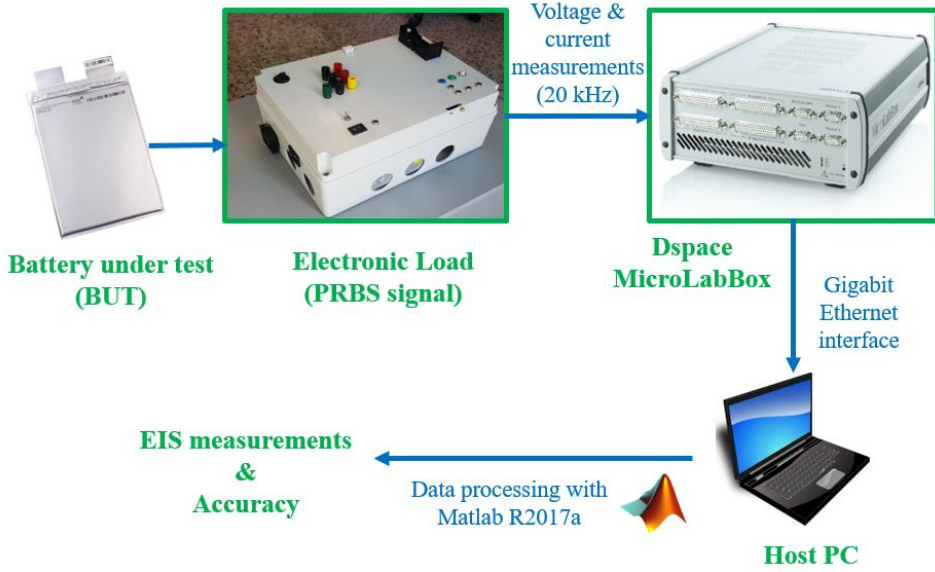 Voltage &
current
measurements
(20 kHz)
Battery under test
(BUT)
Electronic Load
(PRBS signal)
Dspace
MicroLabBox
Gigabit
Ethernet
interface
EIS measurements
&
Accuracy
Data processing with
Matlab R2017a
Host PC